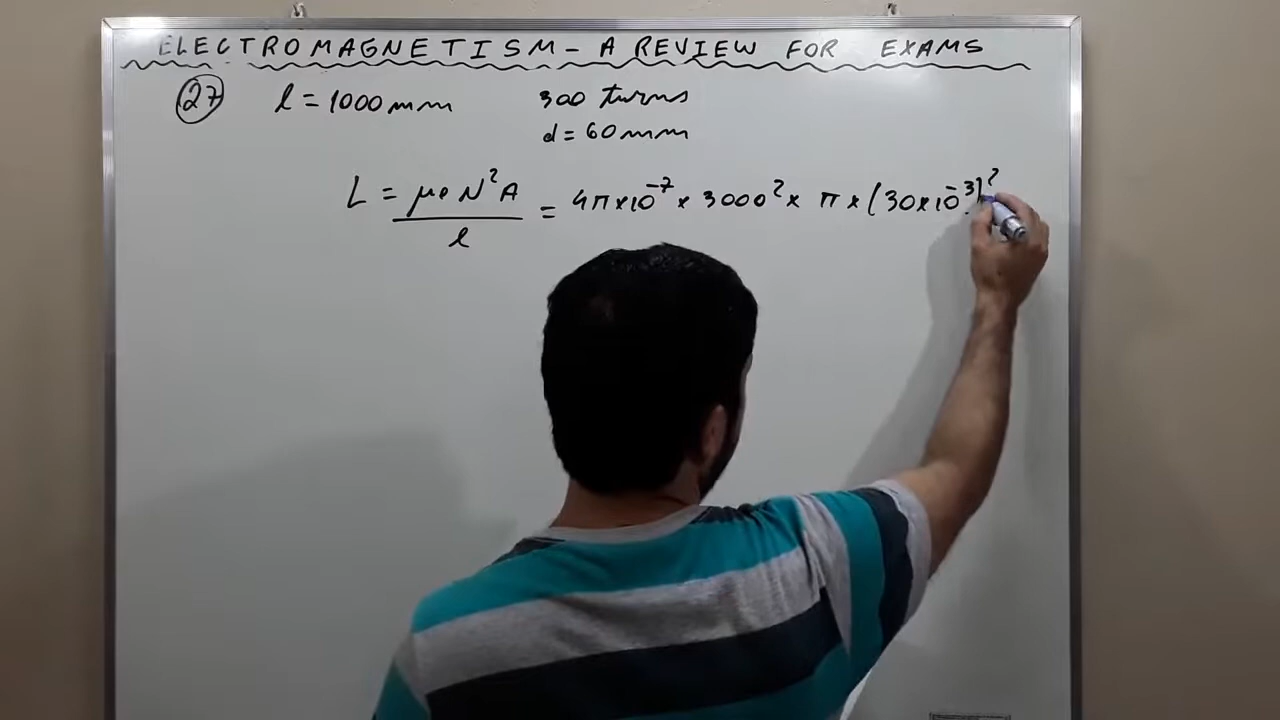 ELECTROMAGNETISM - A REVIEW FOR EXAMS
27 l = 1000 mm 300 turns
d = 60 mm
L = μo N² A / l = 4π×10⁻⁷ × 3000² × π × (30×10⁻³)²